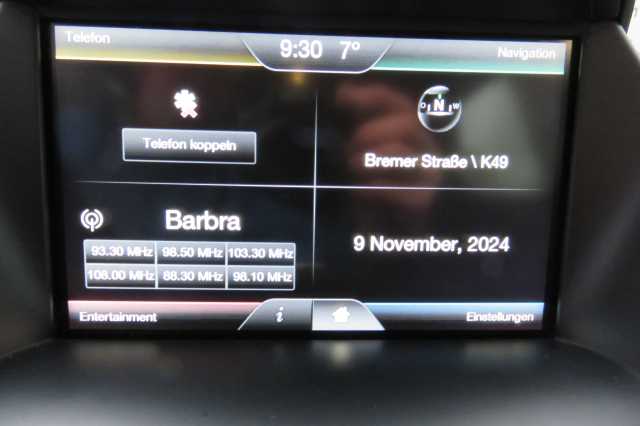 Telefon
9:30 7°
Navigation
Telefon koppeln
O N W
Bremer Straße \ K49
Barbra
93.30 MHz 98.50 MHz 103.30 MHz
108.00 MHz 88.30 MHz 98.10 MHz
9 November, 2024
Entertainment
i
Einstellungen